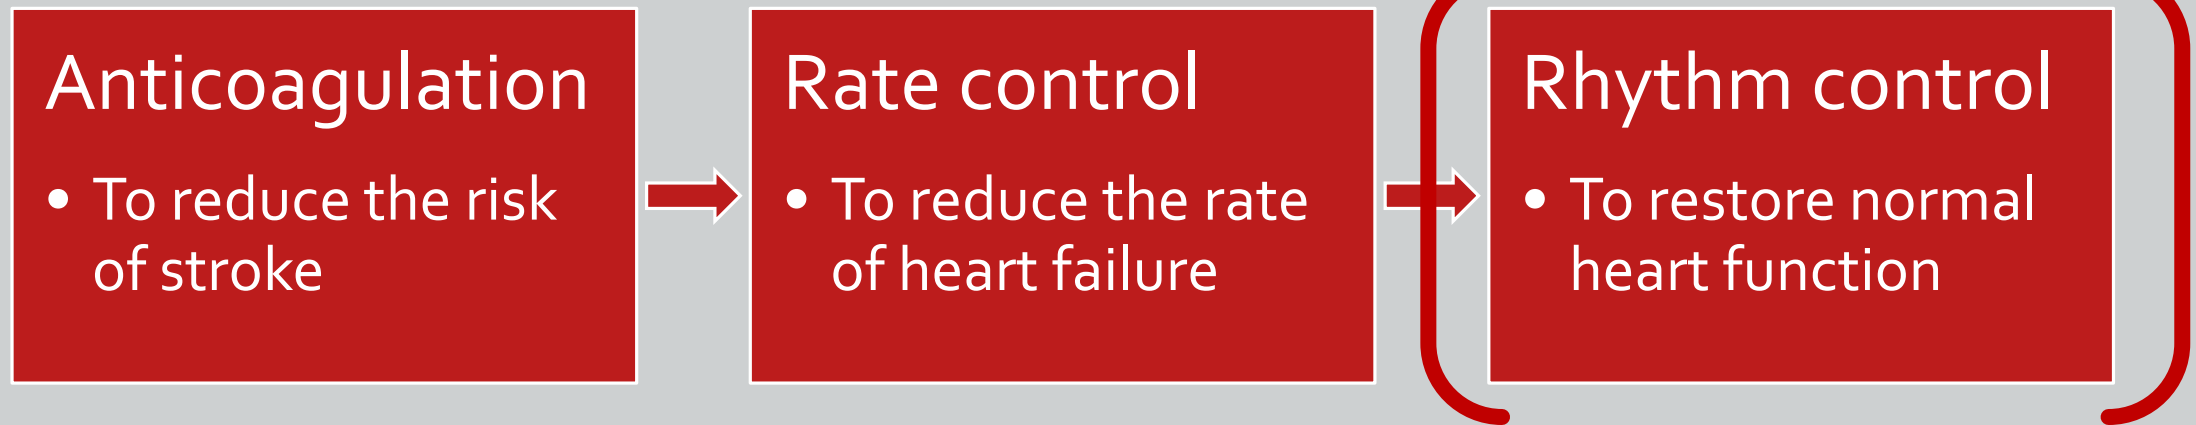 Anticoagulation
• To reduce the risk
of stroke
Rate control
• To reduce the rate
of heart failure
Rhythm control
• To restore normal
heart function